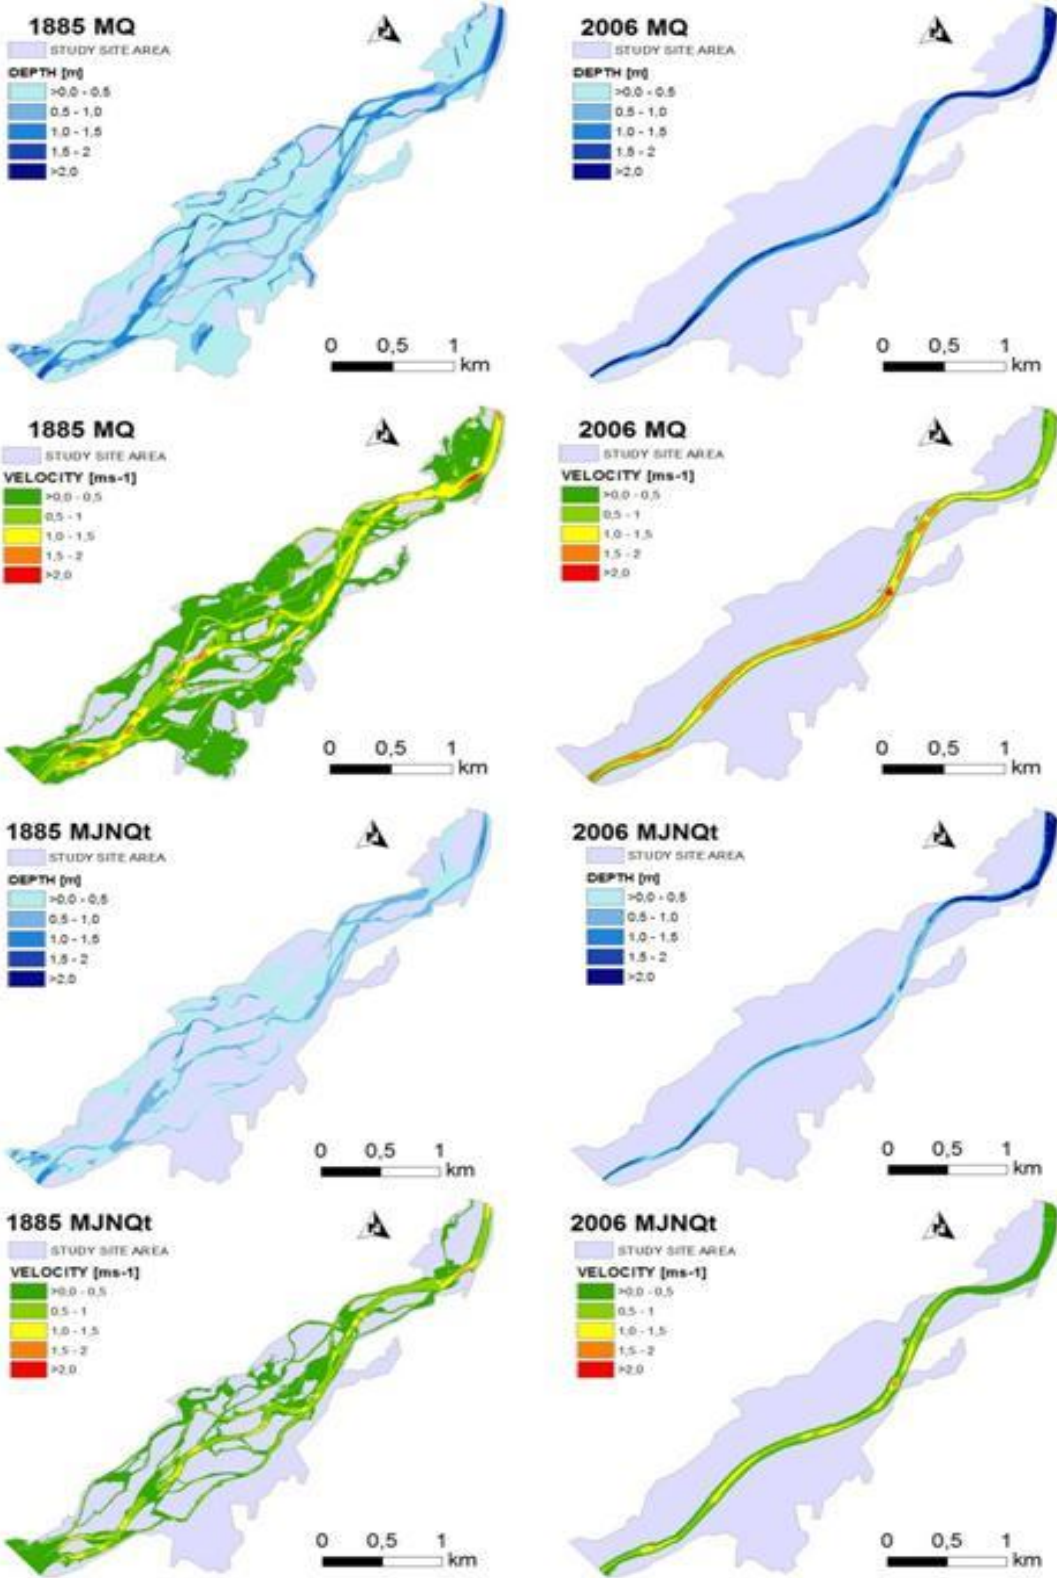 1885 MQ
STUDY SITE AREA
DEPTH [m]
>0,0 - 0,5
0,5 - 1,0
1,0 - 1,5
1,5 - 2
>2,0
0 0,5 1
km
2006 MQ
STUDY SITE AREA
DEPTH [m]
>0,0 - 0,5
0,5 - 1,0
1,0 - 1,5
1,5 - 2
>2,0
0 0,5 1
km
1885 MQ
STUDY SITE AREA
VELOCITY [ms-1]
>0,0 - 0,5
0,5 - 1
1,0 - 1,5
1,5 - 2
>2,0
0 0,5 1
km
2006 MQ
STUDY SITE AREA
VELOCITY [ms-1]
>0,0 - 0,5
0,5 - 1
1,0 - 1,5
1,5 - 2
>2,0
0 0,5 1
km
1885 MJNQt
STUDY SITE AREA
DEPTH [m]
>0,0 - 0,5
0,5 - 1,0
1,0 - 1,5
1,5 - 2
>2,0
0 0,5 1
km
2006 MJNQt
STUDY SITE AREA
DEPTH [m]
>0,0 - 0,5
0,5 - 1,0
1,0 - 1,5
1,5 - 2
>2,0
0 0,5 1
km
1885 MJNQt
STUDY SITE AREA
VELOCITY [ms-1]
>0,0 - 0,5
0,5 - 1
1,0 - 1,5
1,5 - 2
>2,0
0 0,5 1
km
2006 MJNQt
STUDY SITE AREA
VELOCITY [ms-1]
>0,0 - 0,5
0,5 - 1
1,0 - 1,5
1,5 - 2
>2,0
0 0,5 1
km